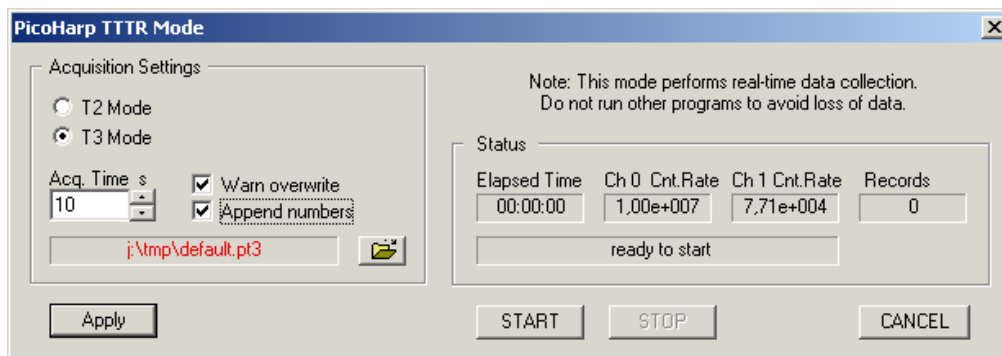 PicoHarp TTTR Mode
Acquisition Settings
T2 Mode
T3 Mode
Acq. Time s
10
Warn overwrite
Append numbers
j:\tmp\default.pt3
Apply
Note: This mode performs real-time data collection.
Do not run other programs to avoid loss of data.
Status
Elapsed Time Ch 0 Cnt.Rate Ch 1 Cnt.Rate Records
00:00:00 1,00e+007 7,71e+004 0
ready to start
START STOP CANCEL